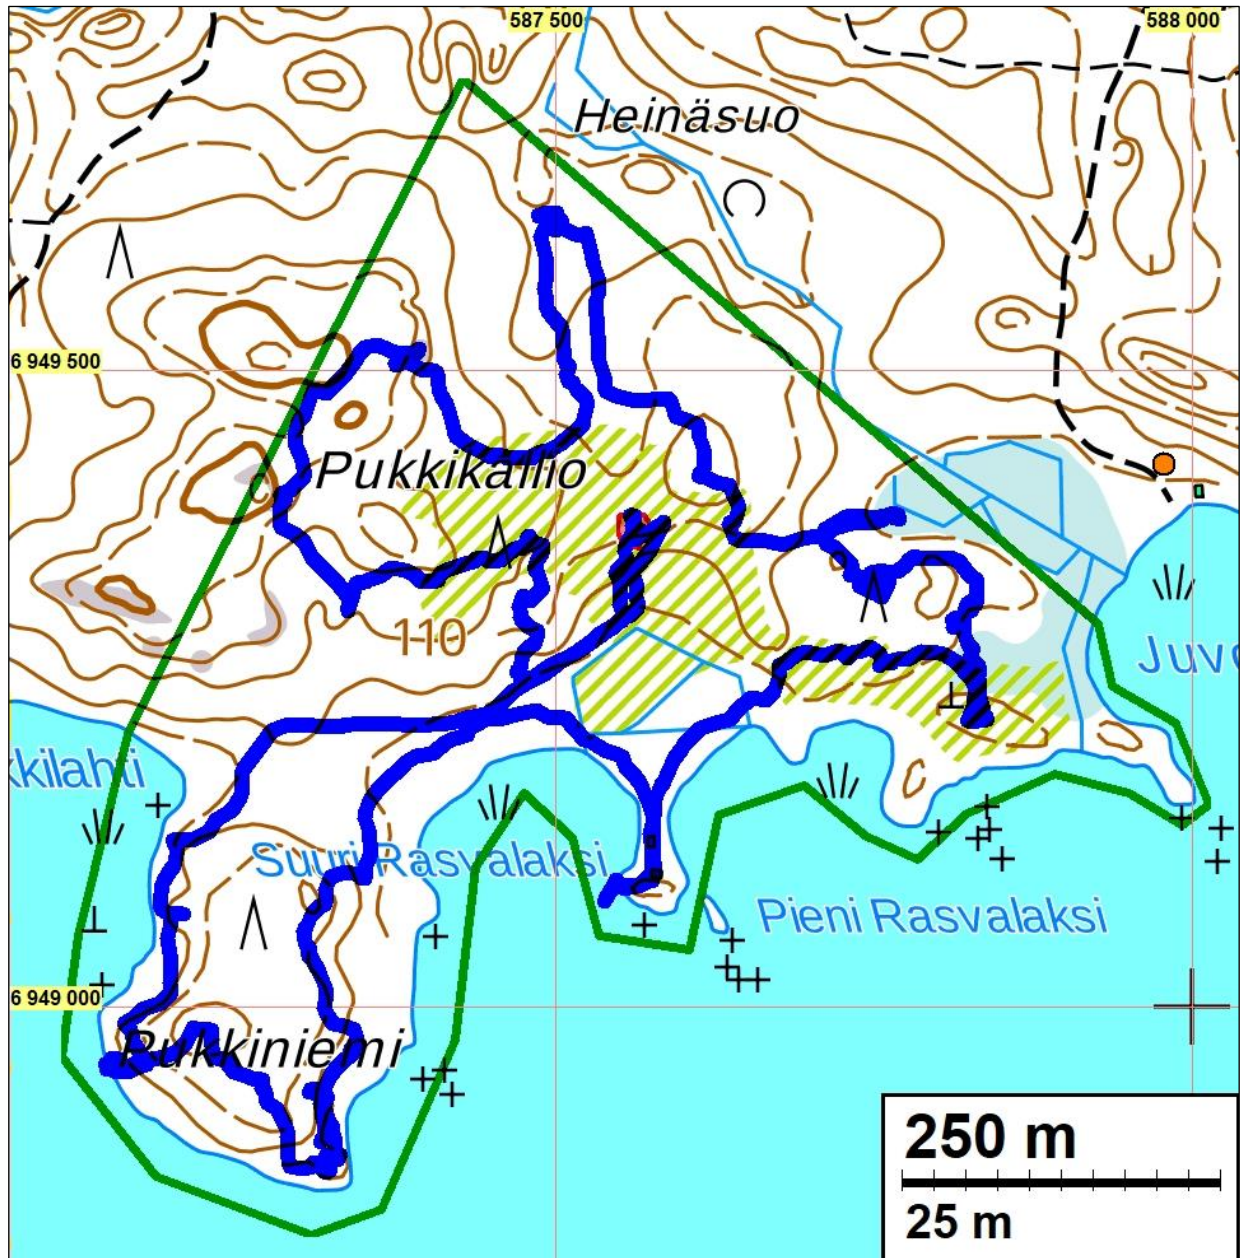 587 500
588 000
Heinäsuo
6 949 500
Pukkikallio
110
Juvo
kkilahti
Suuri Rasvalaksi
Pieni Rasvalaksi
6 949 000
Pukkiniemi
250 m
25 m